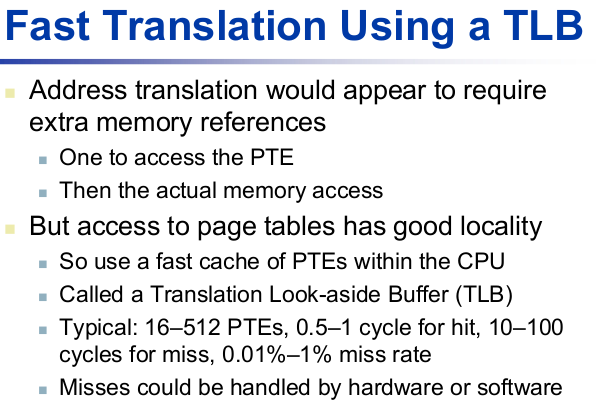 Fast Translation Using a TLB
Address translation would appear to require
extra memory references
One to access the PTE
Then the actual memory access
But access to page tables has good locality
So use a fast cache of PTEs within the CPU
Called a Translation Look-aside Buffer (TLB)
Typical: 16–512 PTEs, 0.5–1 cycle for hit, 10–100
cycles for miss, 0.01%–1% miss rate
Misses could be handled by hardware or software